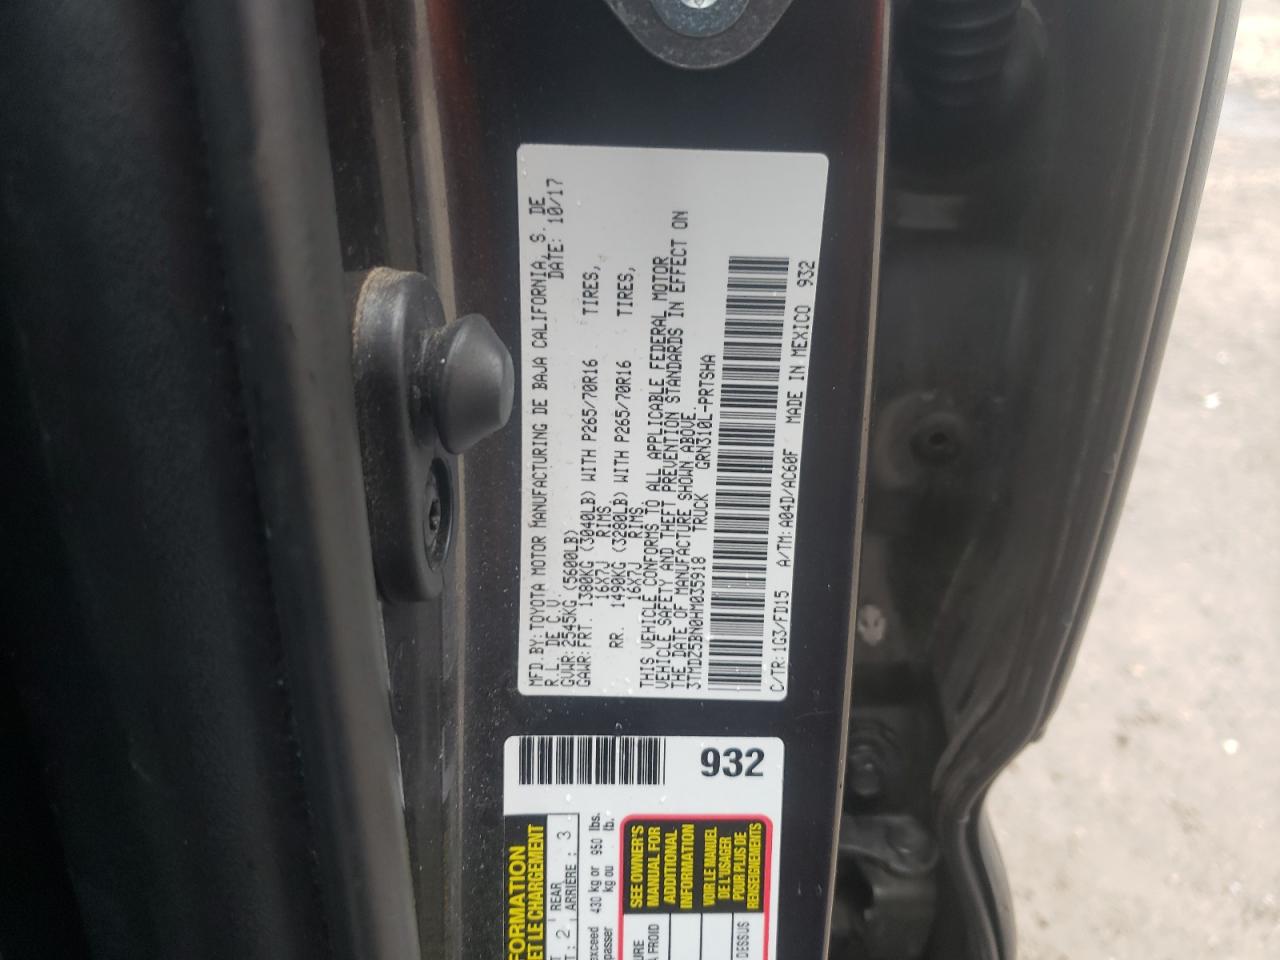 MFD.BY:TOYOTA MOTOR MANUFACTURING DE BAJA CALIFORNIA, S. DE
R.L. DE C.V. DATE: 10/17
GVWR:2545KG (5600LB)
GAWR:FRT. 1380KG (3040LB) WITH P265/70R16 TIRES,
16X7J RIMS,
RR. 1490KG (3280LB) WITH P265/70R16 TIRES,
16X7J RIMS.
THIS VEHICLE CONFORMS TO ALL APPLICABLE FEDERAL MOTOR
VEHICLE SAFETY AND THEFT PREVENTION STANDARDS IN EFFECT ON
THE DATE OF MANUFACTURE SHOWN ABOVE.
3TMDZ5BN0HM035918 TRUCK GRN310L-PRTSHA
C/TR:1G3/FD15 A/TM:A04D/AC60F MADE IN MEXICO 932
932
FORMATION
ET LE CHARGEMENT
T : 2 REAR
ARRIÈRE : 3
exceed 430 kg or 950 lbs.
passer kg ou lb.
SEE OWNER'S
MANUAL FOR
ADDITIONAL
INFORMATION
VOIR LE MANUEL
DE L'USAGER
POUR PLUS DE
RENSEIGNEMENTS
URE
A FROID
DESSUS